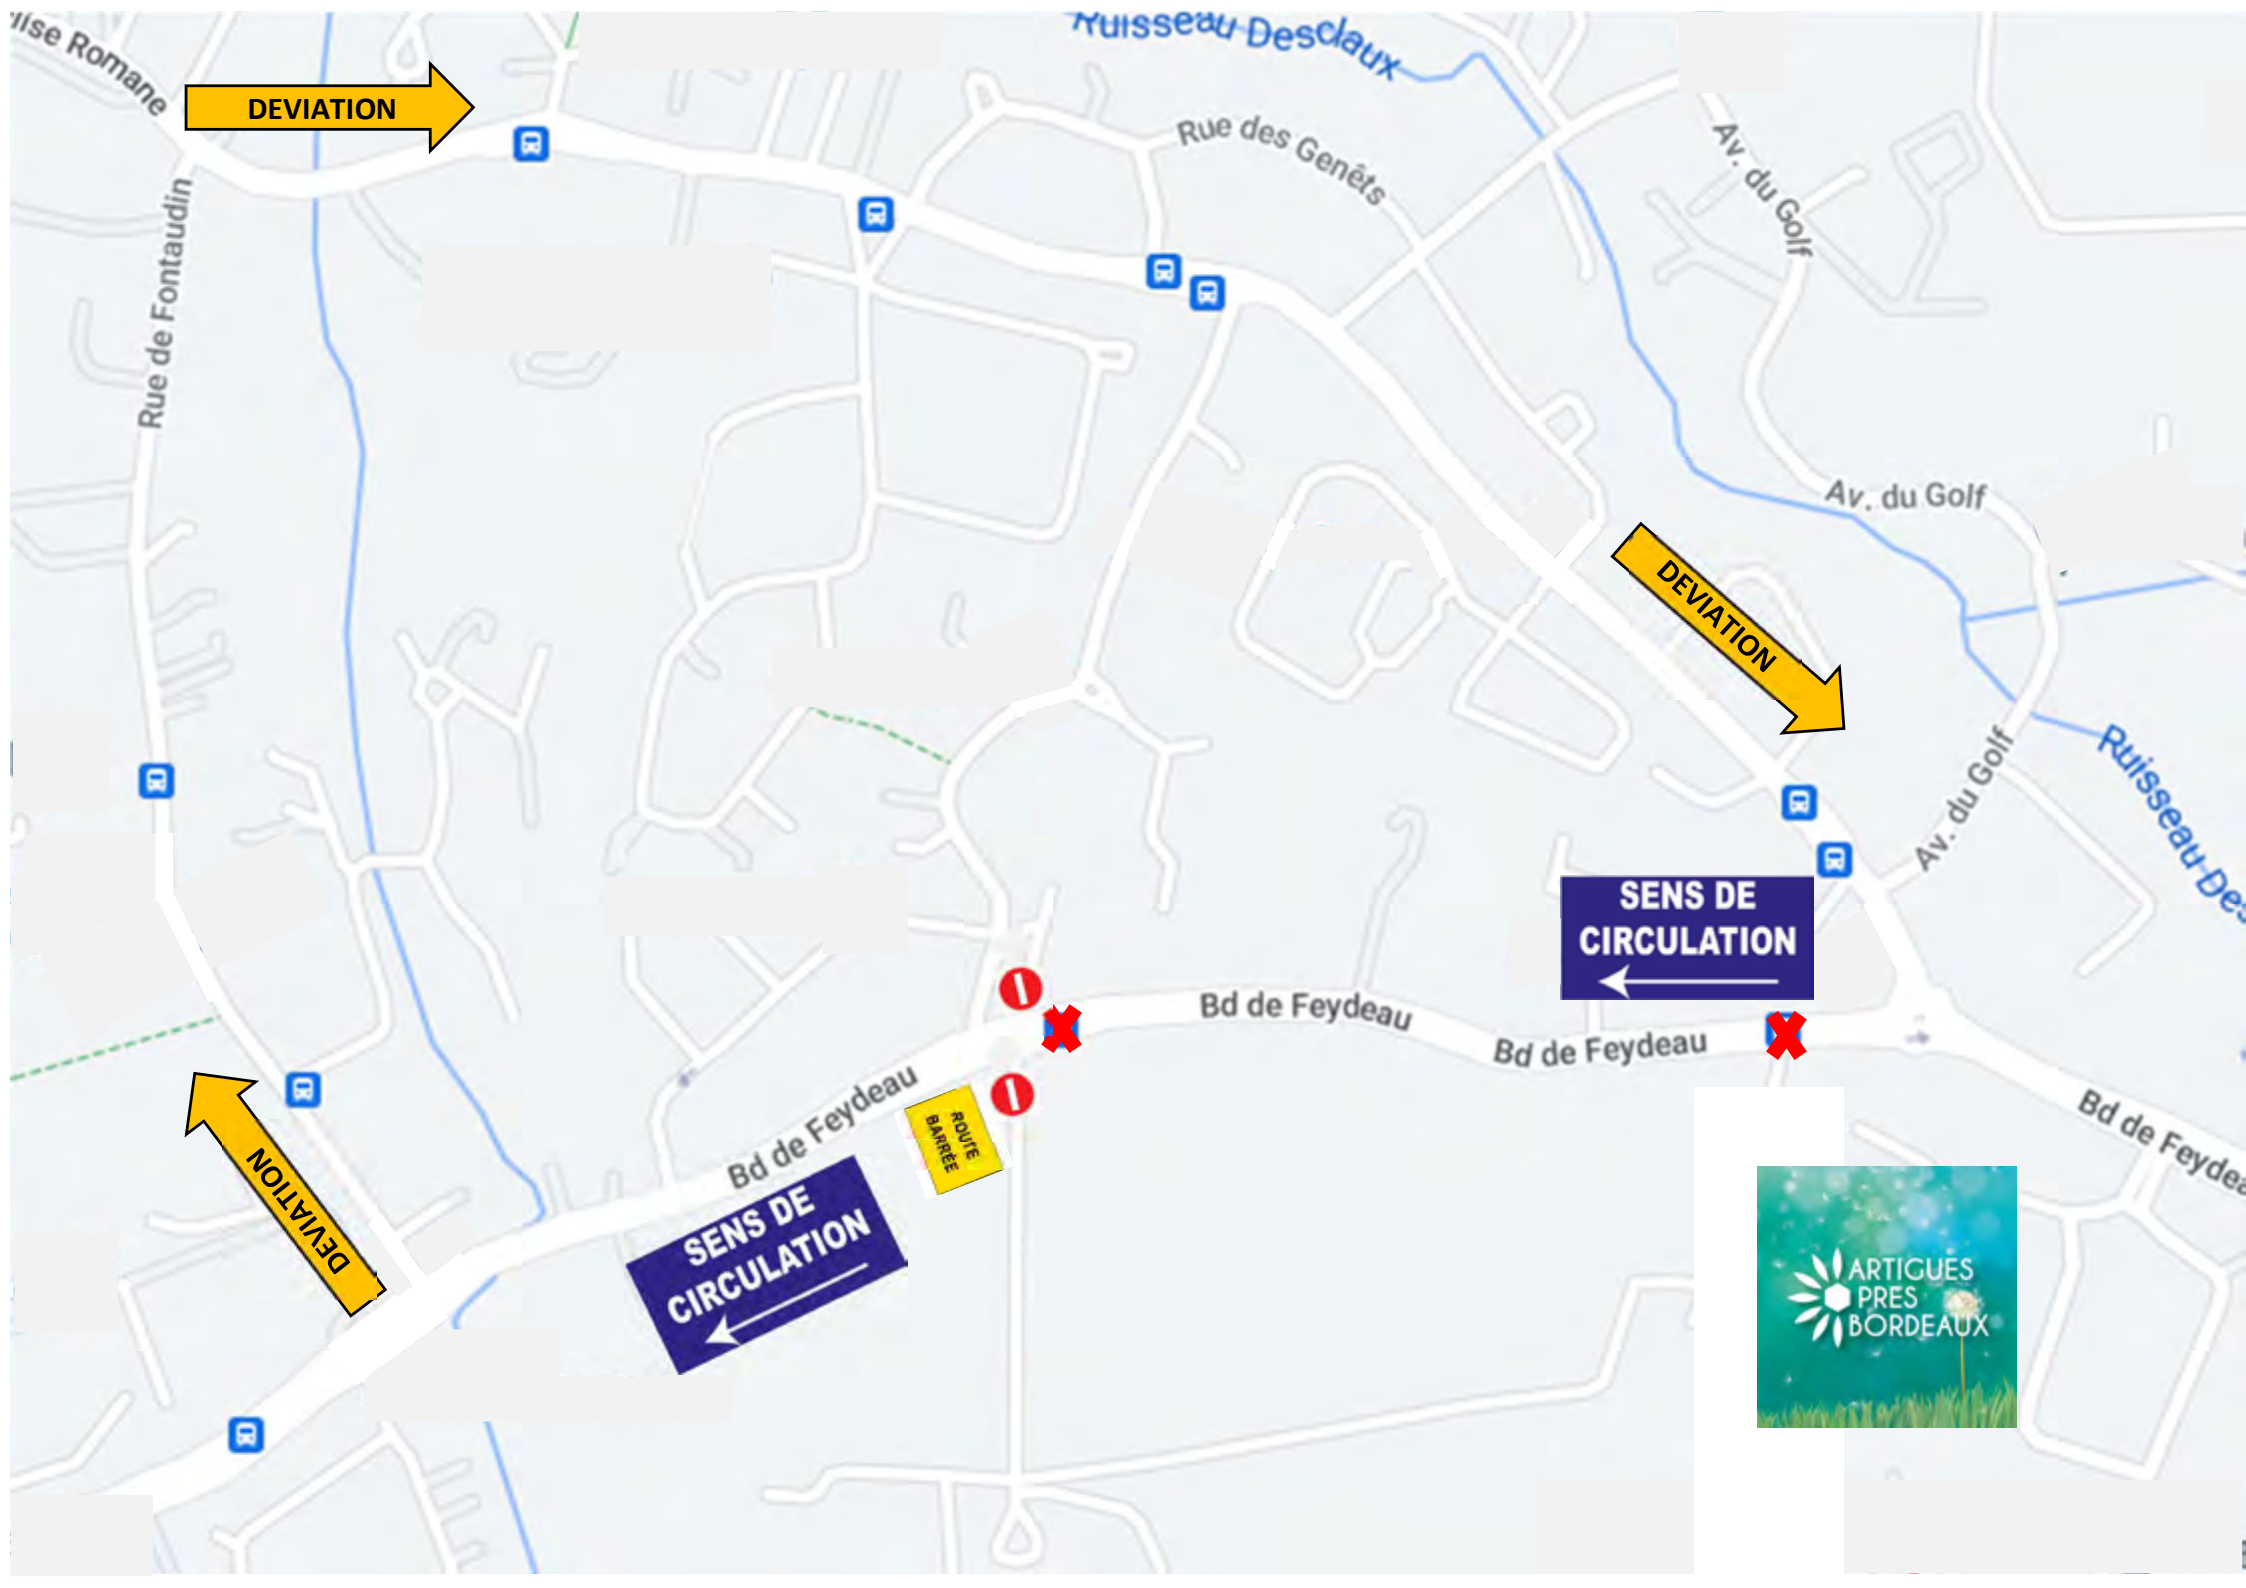 lise Romane
DEVIATION
Ruisseau Desclaux
Rue des Genêts
Av. du Golf
Rue de Fontaudin
Av. du Golf
DEVIATION
Av. du Golf
Ruisseau Des
SENS DE
CIRCULATION
Bd de Feydeau
Bd de Feydeau
Bd de Feydeau
Bd de Feydea
ROUTE
BARRÉE
DEVIATION
SENS DE
CIRCULATION
ARTIGUES
PRES
BORDEAUX